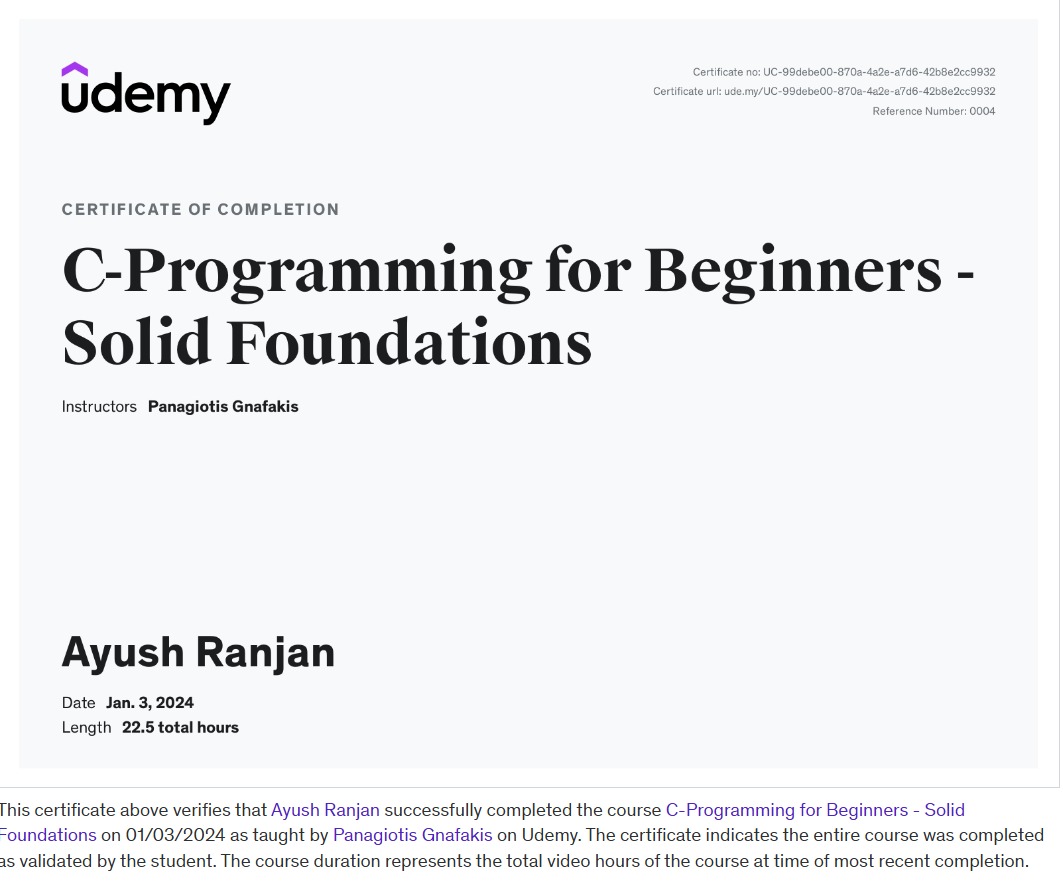 udemy
Certificate no: UC-99debe00-870a-4a2e-a7d6-42b8e2cc9932
Certificate url: ude.my/UC-99debe00-870a-4a2e-a7d6-42b8e2cc9932
Reference Number: 0004
CERTIFICATE OF COMPLETION
C-Programming for Beginners -
Solid Foundations
Instructors Panagiotis Gnafakis
Ayush Ranjan
Date Jan. 3, 2024
Length 22.5 total hours
This certificate above verifies that Ayush Ranjan successfully completed the course C-Programming for Beginners - Solid
Foundations on 01/03/2024 as taught by Panagiotis Gnafakis on Udemy. The certificate indicates the entire course was completed
as validated by the student. The course duration represents the total video hours of the course at time of most recent completion.